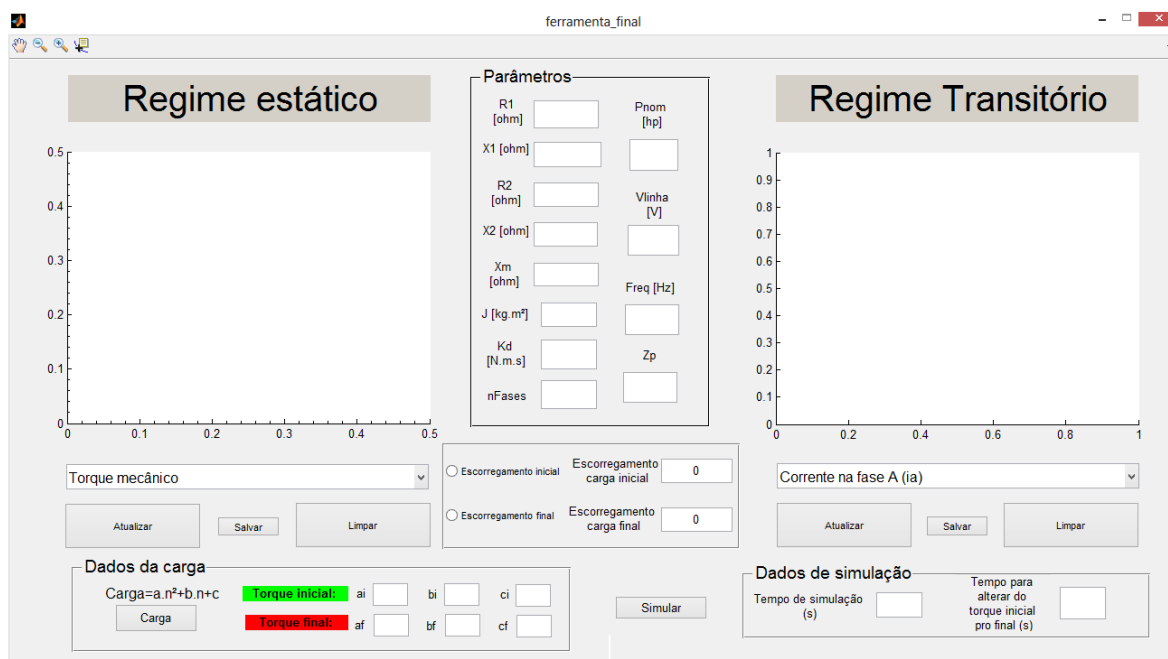 ferramenta_final
Regime estático
0.5
0.4
0.3
0.2
0.1
0
0
0.1
0.2
0.3
0.4
0.5
Torque mecânico
Atualizar
Salvar
Limpar
Parâmetros
R1
[ohm]
X1 [ohm]
R2
[ohm]
X2 [ohm]
Xm
[ohm]
J [kg.m²]
Kd
[N.m.s]
nFases
Pnom
[hp]
Vlinha
[V]
Freq [Hz]
Zp
Escorregamento inicial
Escorregamento
carga inicial
0
Escorregamento final
Escorregamento
carga final
0
Regime Transitório
1
0.9
0.8
0.7
0.6
0.5
0.4
0.3
0.2
0.1
0
0
0.2
0.4
0.6
0.8
1
Corrente na fase A (ia)
Atualizar
Salvar
Limpar
Dados da carga
Carga=a.n²+b.n+c
Carga
Torque inicial:
ai
bi
ci
Torque final:
af
bf
cf
Simular
Dados de simulação
Tempo de simulação
(s)
Tempo para
alterar do
torque inicial
pro final (s)